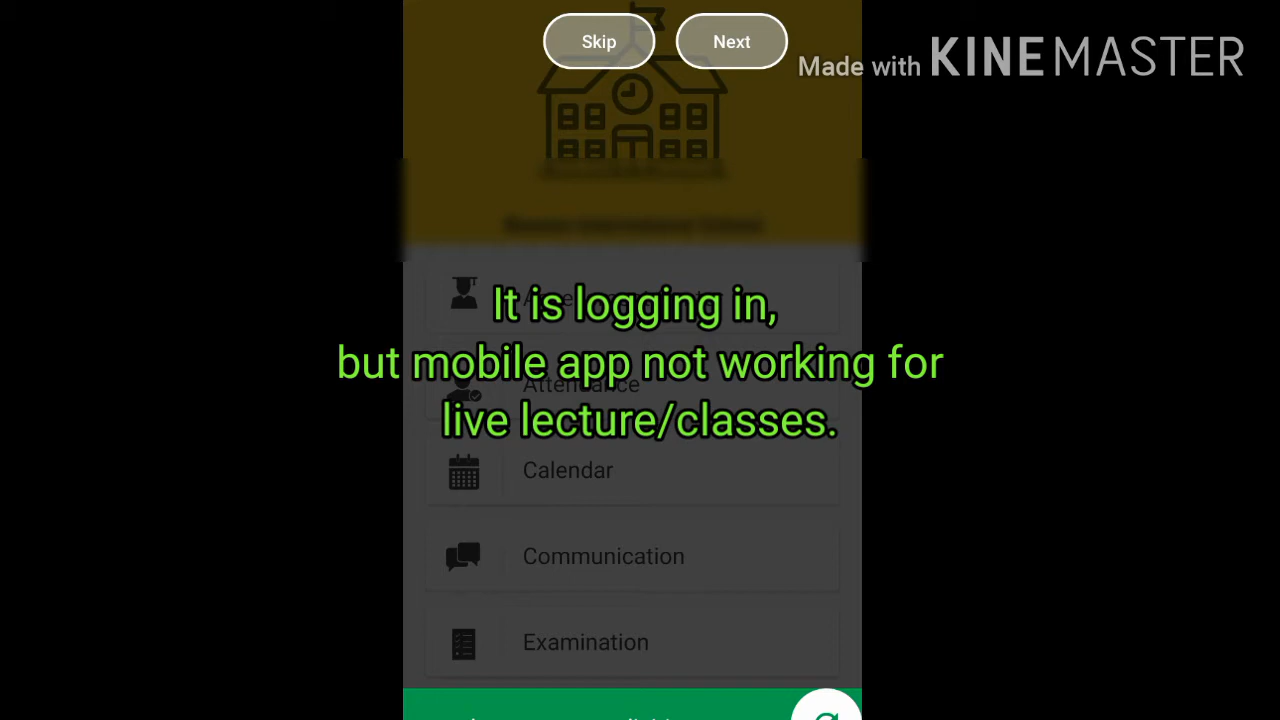 Skip
Next
Made with KINEMASTER
It is logging in,
but mobile app not working for
live lecture/classes.
Attendance
Calendar
Communication
Examination